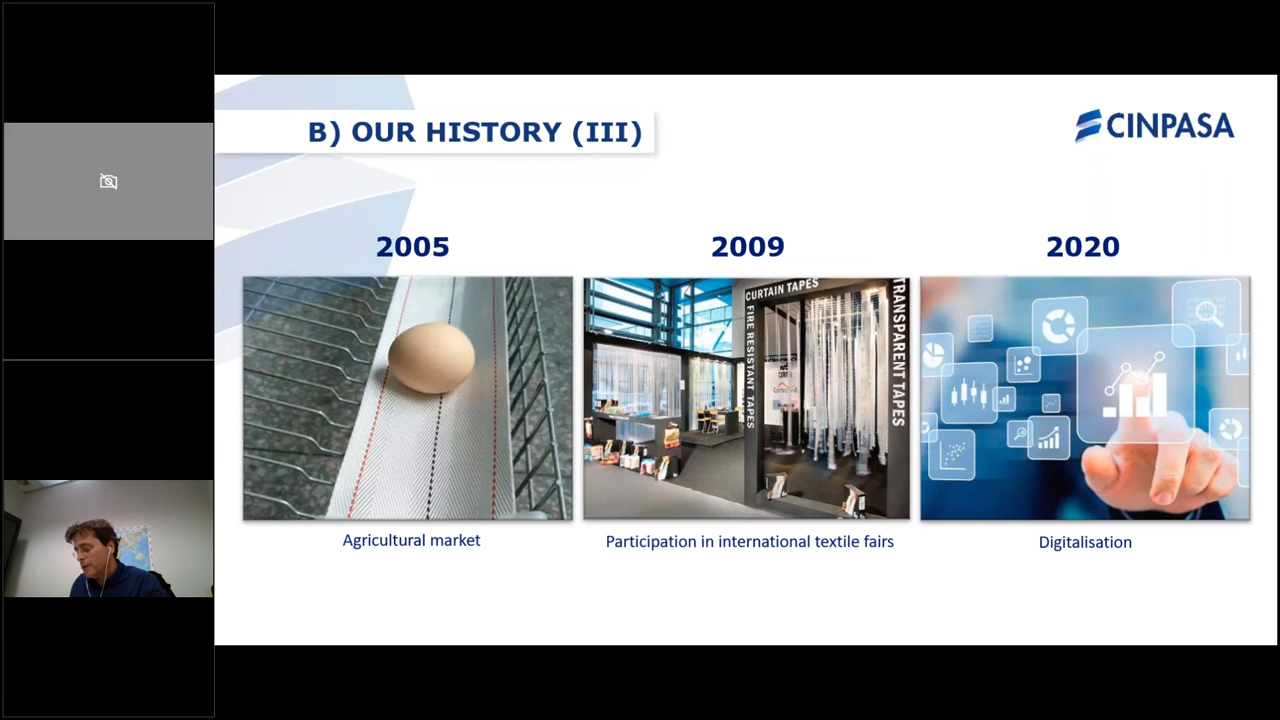 B) OUR HISTORY (III)
CINPASA
2005
2009
2020
CURTAIN TAPES
FIRE RESISTANT TAPES
TRANSPARENT TAPES
Agricultural market
Participation in international textile fairs
Digitalisation